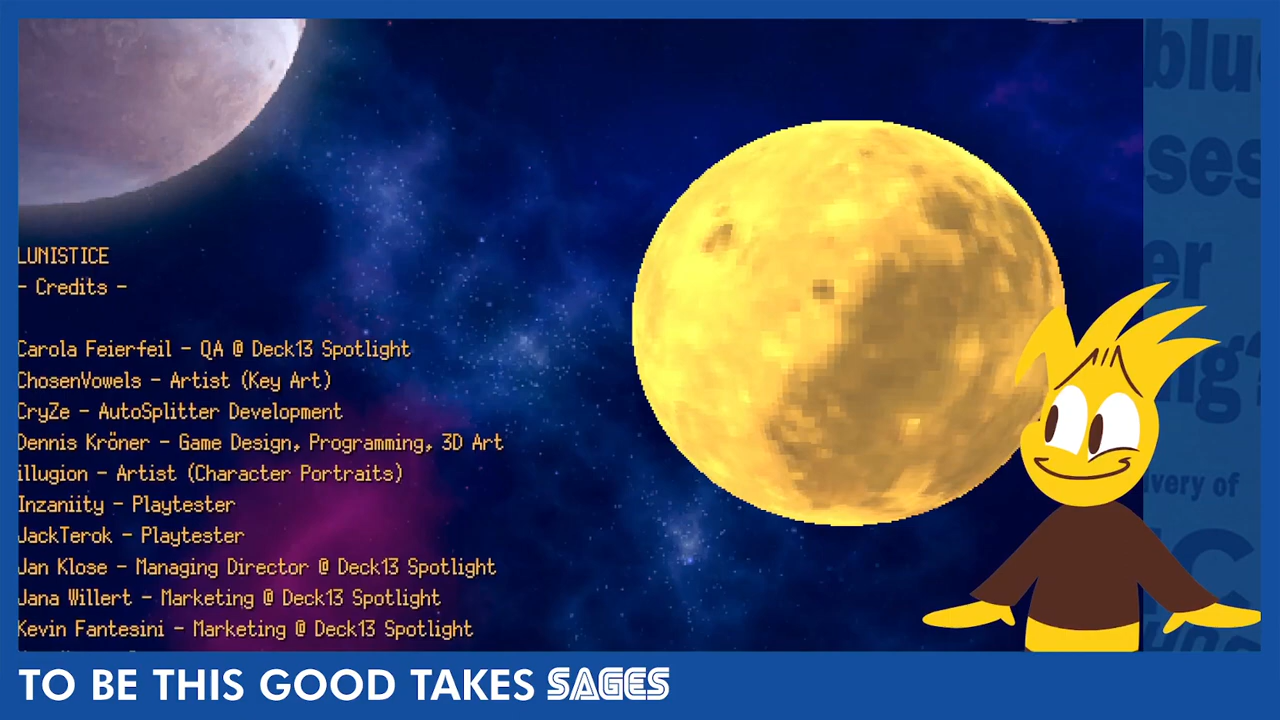 LUNISTICE
- Credits -
Carola Feierfeil - QA @ Deck13 Spotlight
ChosenVowels - Artist (Key Art)
CryZe - AutoSplitter Development
Dennis Kröner - Game Design, Programming, 3D Art
illugion - Artist (Character Portraits)
Inzaniity - Playtester
JackTerok - Playtester
Jan Klose - Managing Director @ Deck13 Spotlight
Jana Willert - Marketing @ Deck13 Spotlight
Kevin Fantesini - Marketing @ Deck13 Spotlight
TO BE THIS GOOD TAKES SAGES